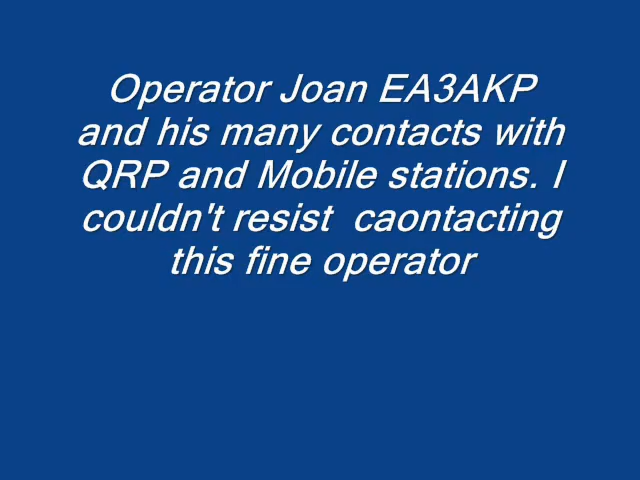 Operator Joan EA3AKP
and his many contacts with
QRP and Mobile stations. I
couldn't resist  caontacting
this fine operator